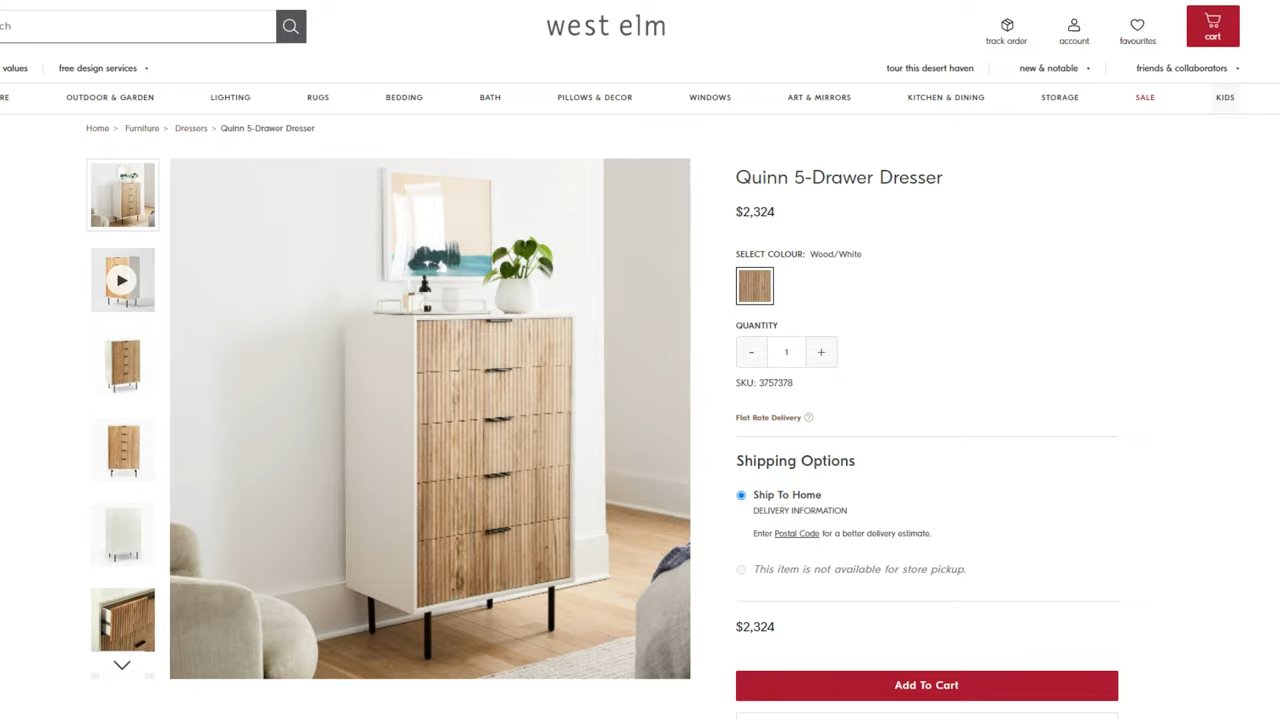 ch
west elm
track order
account
favourites
cart
values
free design services
tour this desert haven
new & notable
friends & collaborators
RE
OUTDOOR & GARDEN
LIGHTING
RUGS
BEDDING
BATH
PILLOWS & DECOR
WINDOWS
ART & MIRRORS
KITCHEN & DINING
STORAGE
SALE
KIDS
Home > Furniture > Dressers > Quinn 5-Drawer Dresser
Quinn 5-Drawer Dresser
$2,324
SELECT COLOUR: Wood/White
QUANTITY
- 1 +
SKU: 3757378
Flat Rate Delivery ?
Shipping Options
Ship To Home
DELIVERY INFORMATION
Enter Postal Code for a better delivery estimate.
This item is not available for store pickup.
$2,324
Add To Cart